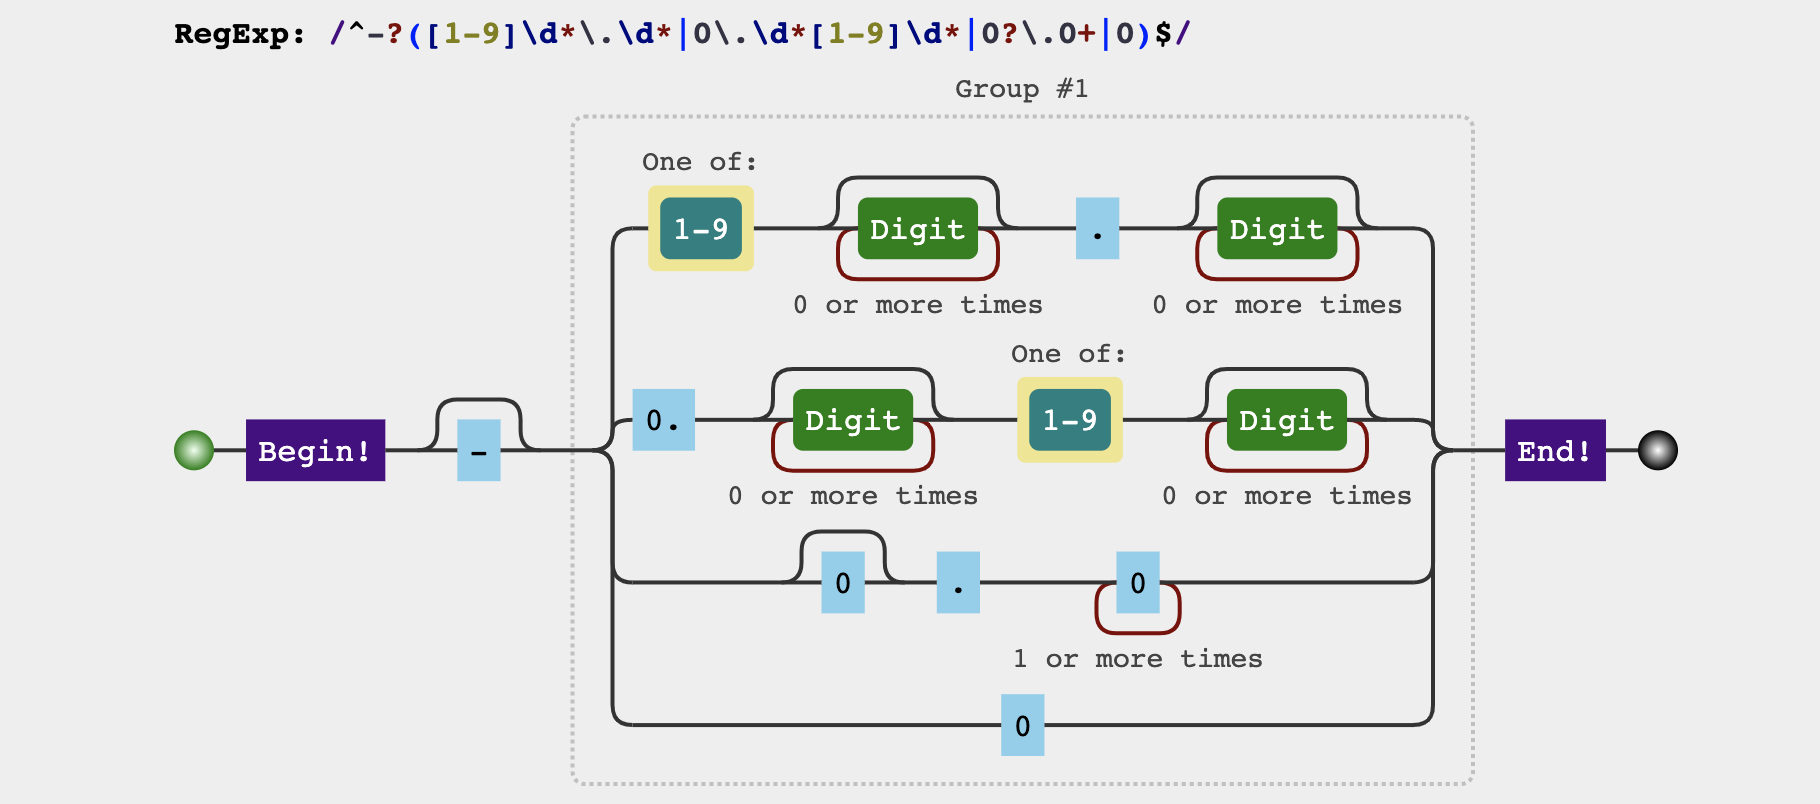 RegExp: /^-?([1-9]\d*\.\d*|0\.\d*[1-9]\d*|0?\.0+|0)$/
Group #1
One of:
1-9 Digit . Digit
0 or more times 0 or more times
One of:
0. Digit 1-9 Digit
Begin! - End!
0 or more times 0 or more times
0 . 0
1 or more times
0